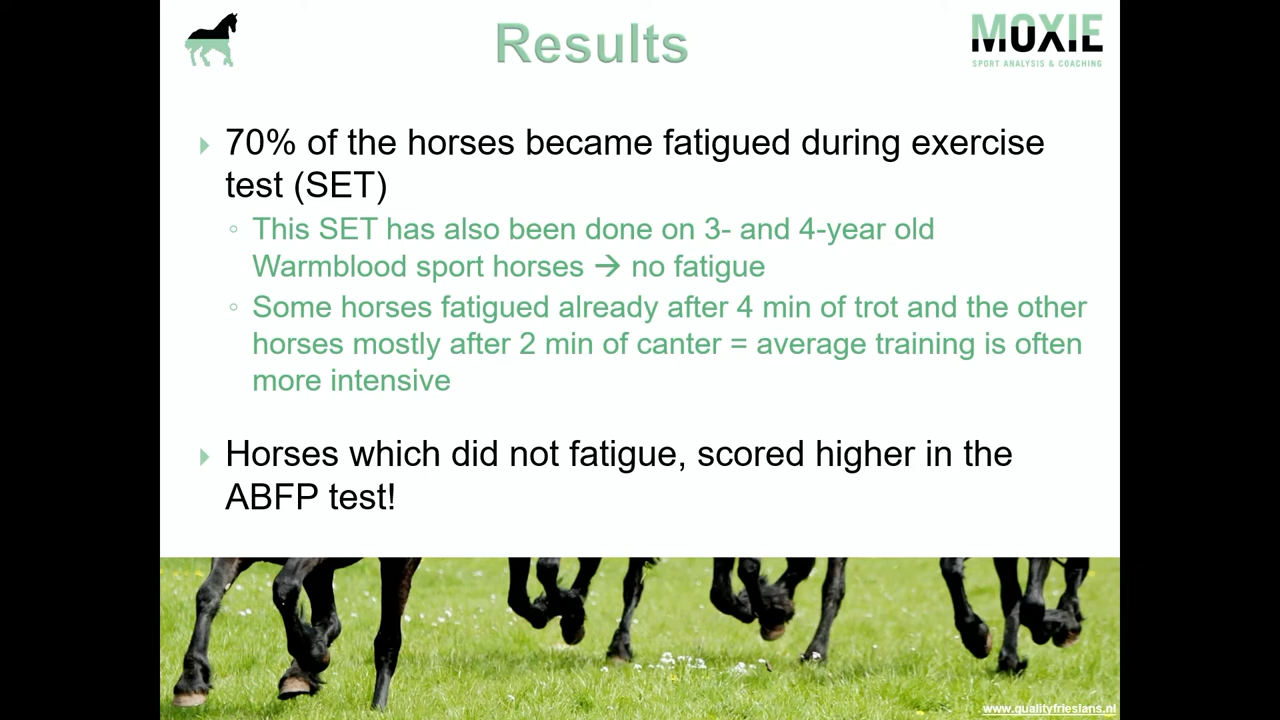 Results
MOXIE
SPORT ANALYSIS & COACHING
70% of the horses became fatigued during exercise
test (SET)
This SET has also been done on 3- and 4-year old
Warmblood sport horses → no fatigue
Some horses fatigued already after 4 min of trot and the other
horses mostly after 2 min of canter = average training is often
more intensive
Horses which did not fatigue, scored higher in the
ABFP test!
www.qualityfriesians.nl